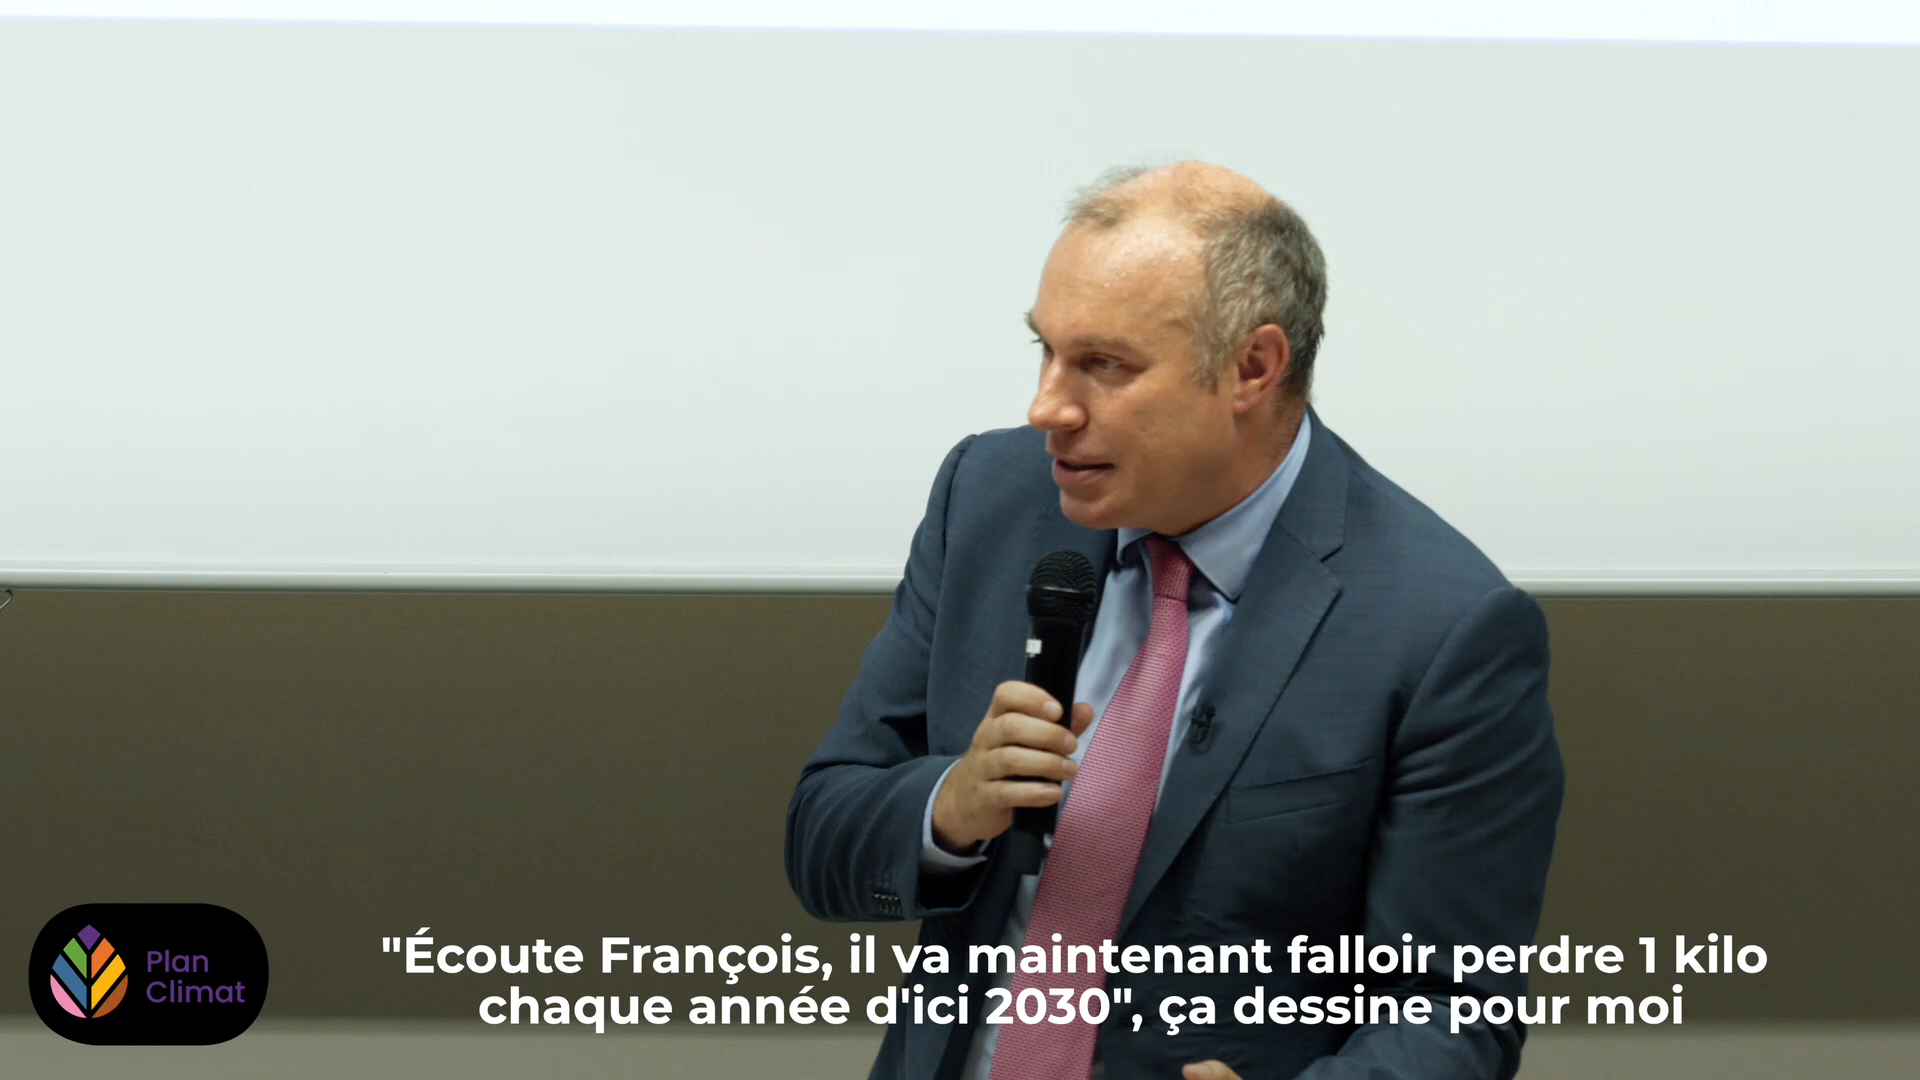 Plan
Climat
"Écoute François, il va maintenant falloir perdre 1 kilo
chaque année d'ici 2030", ça dessine pour moi